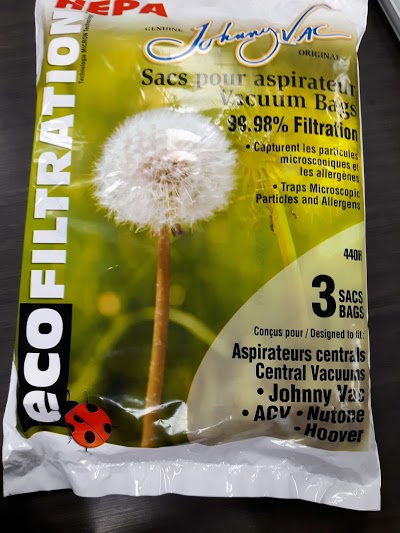 HEPA
GENUINE
Johnny Vac
ORIGINAL
Sacs pour aspirateur
Vacuum Bags
99.98% Filtration
• Capturent les particules
microscopiques et
les allergènes
• Traps Microscopic
Particles and Allergens
440H
3 SACS
BAGS
Conçus pour / Designed to fit:
Aspirateurs centrals
Central Vacuums
• Johnny Vac
• ACV • Nutone
• Hoover
eco FILTRATION